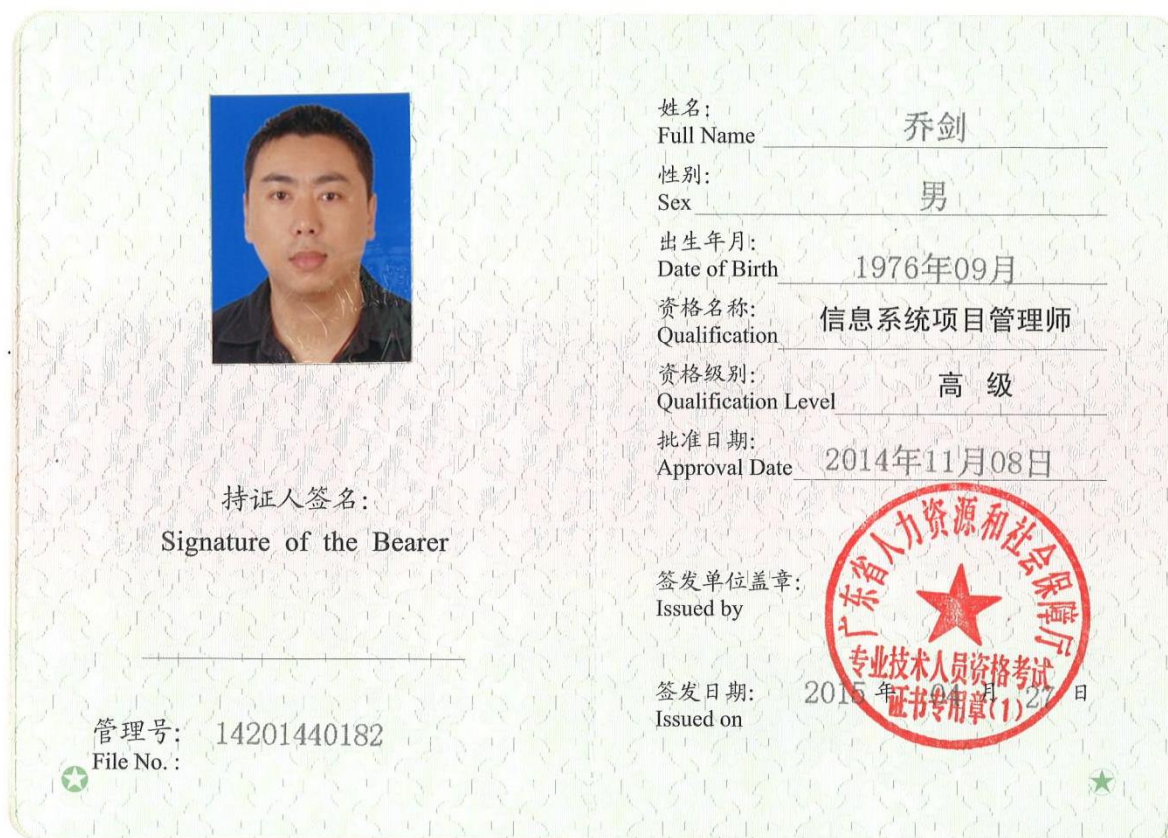 持证人签名:
Signature of the Bearer
管理号: 14201440182
File No. :
姓名: 乔剑
Full Name
性别: 男
Sex
出生年月: 1976年09月
Date of Birth
资格名称: 信息系统项目管理师
Qualification
资格级别: 高 级
Qualification Level
批准日期: 2014年11月08日
Approval Date
签发单位盖章:
Issued by
广东省人力资源和社会保障厅
专业技术人员资格考试
证书专用章(1)
签发日期: 2015 年 04 月 27 日
Issued on